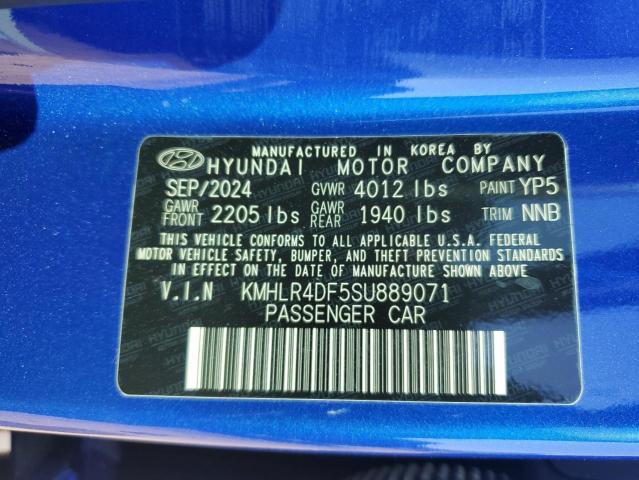 MANUFACTURED IN KOREA BY
HYUNDAI MOTOR COMPANY
SEP/2024 GVWR 4012 lbs PAINT YP5
GAWR FRONT 2205 lbs GAWR REAR 1940 lbs TRIM NNB
THIS VEHICLE CONFORMS TO ALL APPLICABLE U.S.A. FEDERAL
MOTOR VEHICLE SAFETY, BUMPER, AND THEFT PREVENTION STANDARDS
IN EFFECT ON THE DATE OF MANUFACTURE SHOWN ABOVE.
V.I.N KMHLR4DF5SU889071
PASSENGER CAR